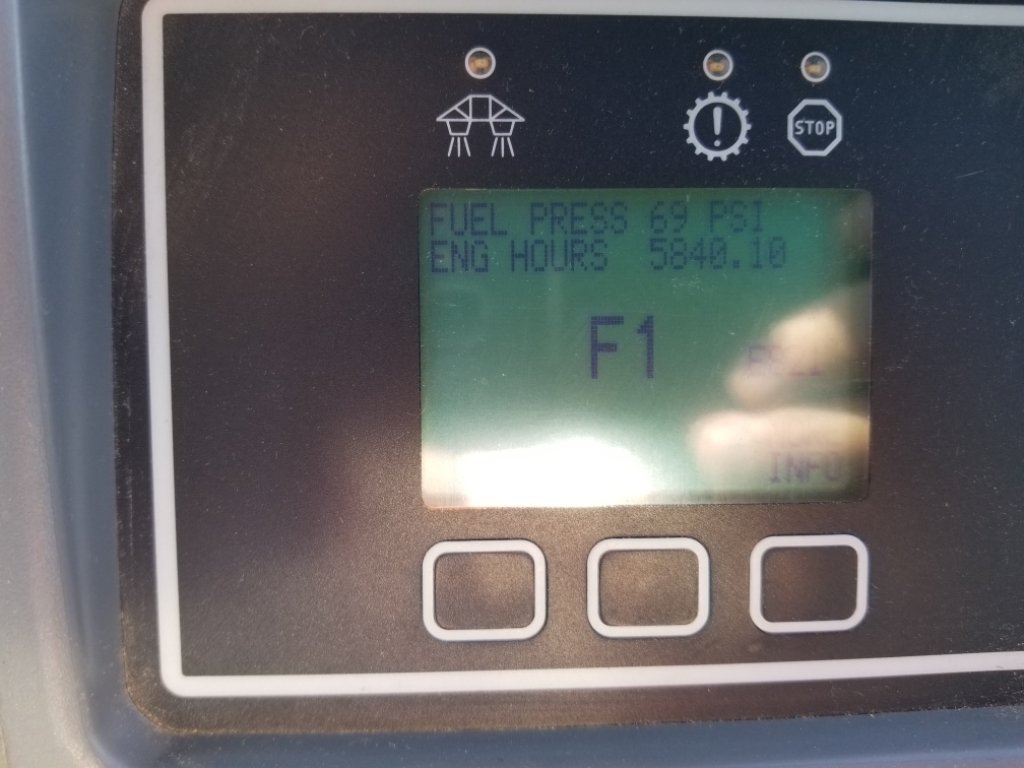 STOP
FUEL PRESS 69 PSI
ENG HOURS 5840.10
F1
INFO